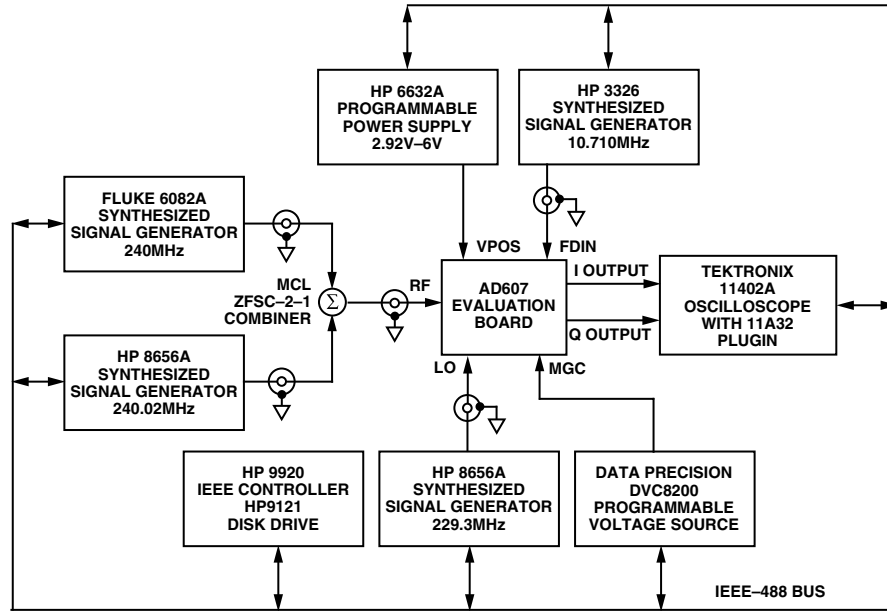 HP 6632A
PROGRAMMABLE
POWER SUPPLY
2.92V–6V
HP 3326
SYNTHESIZED
SIGNAL GENERATOR
10.710MHz
FLUKE 6082A
SYNTHESIZED
SIGNAL GENERATOR
240MHz
VPOS
FDIN
MCL
ZFSC–2–1
COMBINER
Σ
RF
AD607
EVALUATION
BOARD
I OUTPUT
Q OUTPUT
TEKTRONIX
11402A
OSCILLOSCOPE
WITH 11A32
PLUGIN
HP 8656A
SYNTHESIZED
SIGNAL GENERATOR
240.02MHz
LO
MGC
HP 9920
IEEE CONTROLLER
HP9121
DISK DRIVE
HP 8656A
SYNTHESIZED
SIGNAL GENERATOR
229.3MHz
DATA PRECISION
DVC8200
PROGRAMMABLE
VOLTAGE SOURCE
IEEE–488 BUS